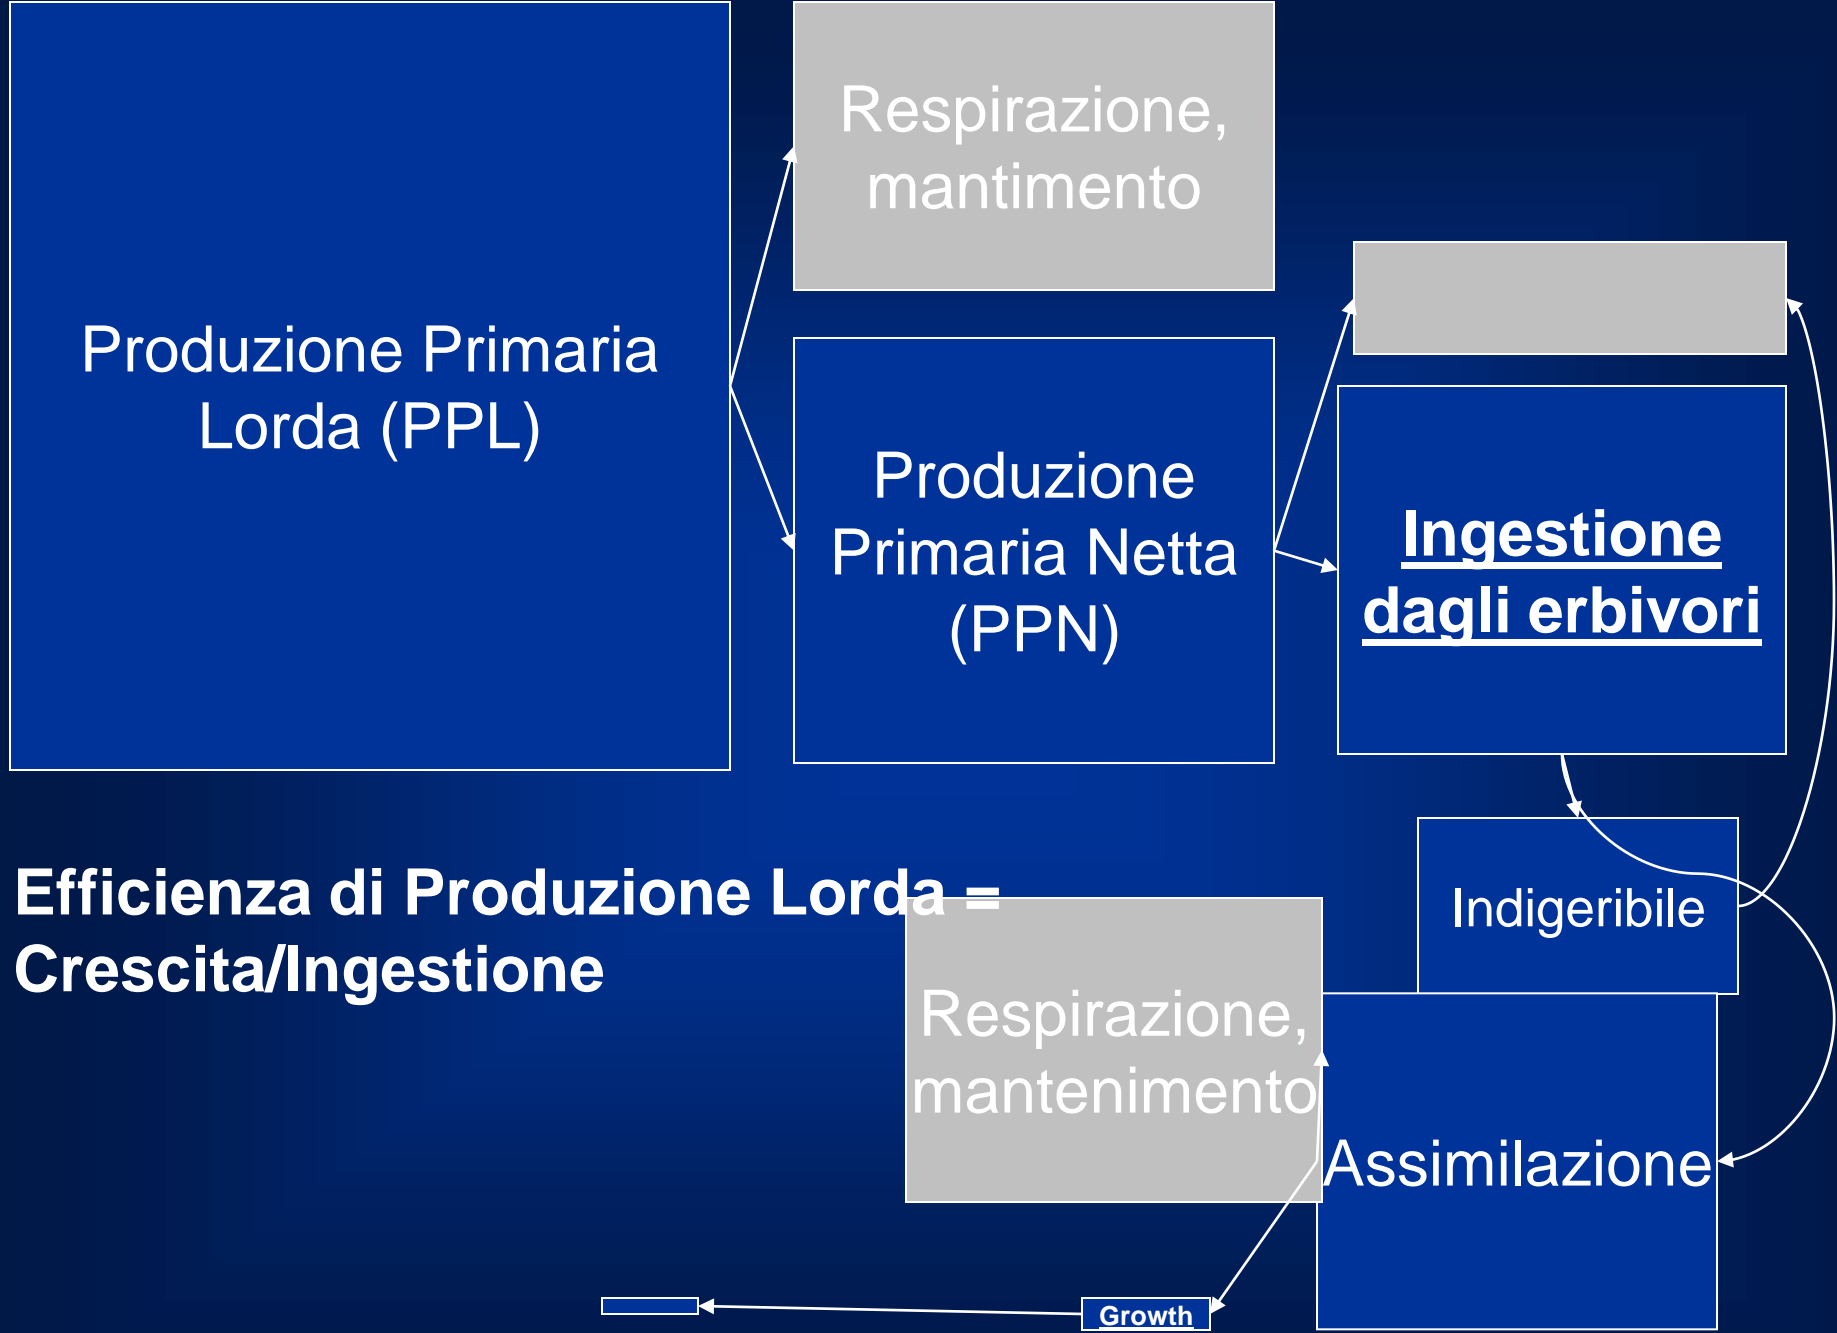 Produzione Primaria
Lorda (PPL)
Respirazione,
mantimento
Produzione
Primaria Netta
(PPN)
Ingestione
dagli erbivori
Indigeribile
Efficienza di Produzione Lorda =
Crescita/Ingestione
Respirazione,
mantenimento
Assimilazione
Growth